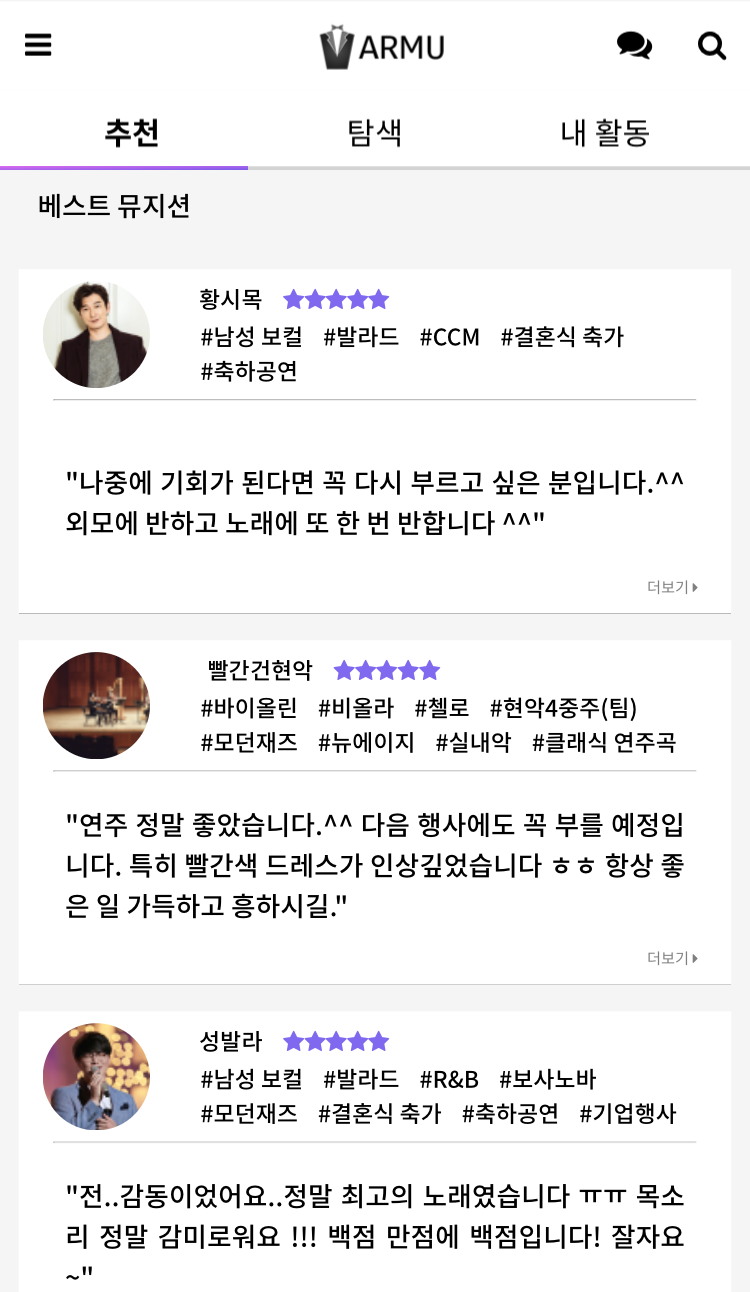 ARMU
추천 탐색 내 활동
베스트 뮤지션
황시목
#남성 보컬 #발라드 #CCM #결혼식 축가
#축하공연
"나중에 기회가 된다면 꼭 다시 부르고 싶은 분입니다.^^
외모에 반하고 노래에 또 한 번 반합니다 ^^"
더보기
빨간건현악
#바이올린 #비올라 #첼로 #현악4중주(팀)
#모던재즈 #뉴에이지 #실내악 #클래식 연주곡
"연주 정말 좋았습니다.^^ 다음 행사에도 꼭 부를 예정입
니다. 특히 빨간색 드레스가 인상깊었습니다 ㅎㅎ 항상 좋
은 일 가득하고 흥하시길."
더보기
성발라
#남성 보컬 #발라드 #R&B #보사노바
#모던재즈 #결혼식 축가 #축하공연 #기업행사
"전..감동이었어요..정말 최고의 노래였습니다 ㅠㅠ 목소
리 정말 감미로워요 !!! 백점 만점에 백점입니다! 잘자요
~"